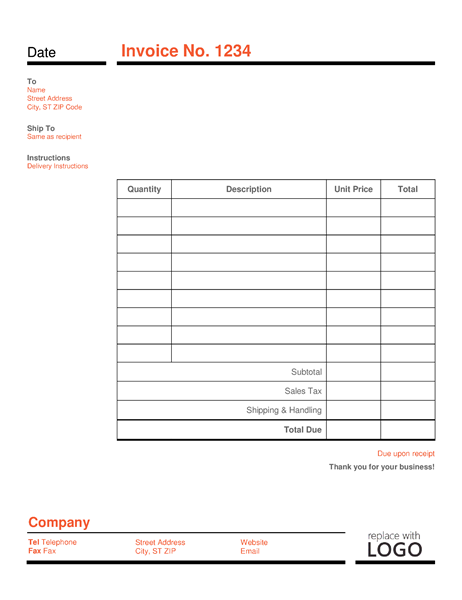 Date
Invoice No. 1234
To
Name
Street Address
City, ST ZIP Code
Ship To
Same as recipient
Instructions
Delivery Instructions
Quantity Description Unit Price Total
Subtotal
Sales Tax
Shipping & Handling
Total Due
Due upon receipt
Thank you for your business!
Company
Tel Telephone Street Address Website
Fax Fax City, ST ZIP Email
replace with
LOGO